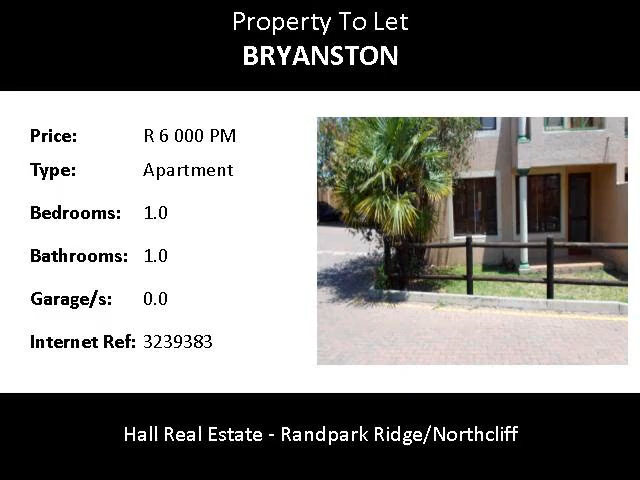 Property To Let
BRYANSTON
Price: R 6 000 PM
Type: Apartment
Bedrooms: 1.0
Bathrooms: 1.0
Garage/s: 0.0
Internet Ref: 3239383
Hall Real Estate - Randpark Ridge/Northcliff